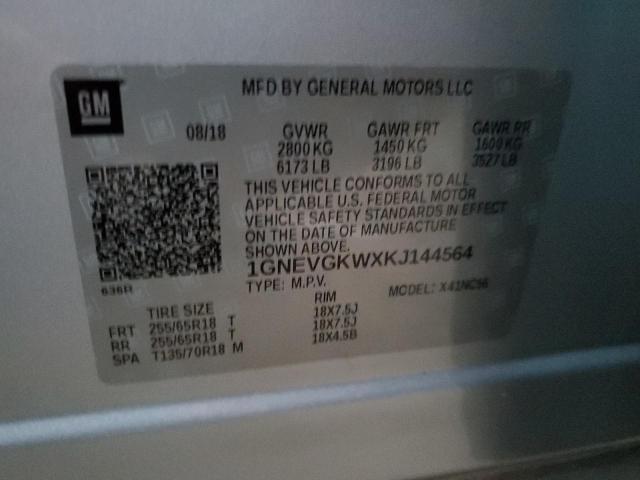 GM
MFD BY GENERAL MOTORS LLC
08/18 GVWR GAWR FRT GAWR RR
2800 KG 1450 KG 1600 KG
6173 LB 3196 LB 3527 LB
THIS VEHICLE CONFORMS TO ALL
APPLICABLE U.S. FEDERAL MOTOR
VEHICLE SAFETY STANDARDS IN EFFECT
ON THE DATE OF MANUFACTURE
SHOWN ABOVE.
1GNEVGKWXKJ144564
636R
TYPE: M.P.V. MODEL: X41NC56
TIRE SIZE RIM
FRT 255/65R18 T 18X7.5J
RR 255/65R18 T 18X7.5J
SPA T135/70R18 M 18X4.5B